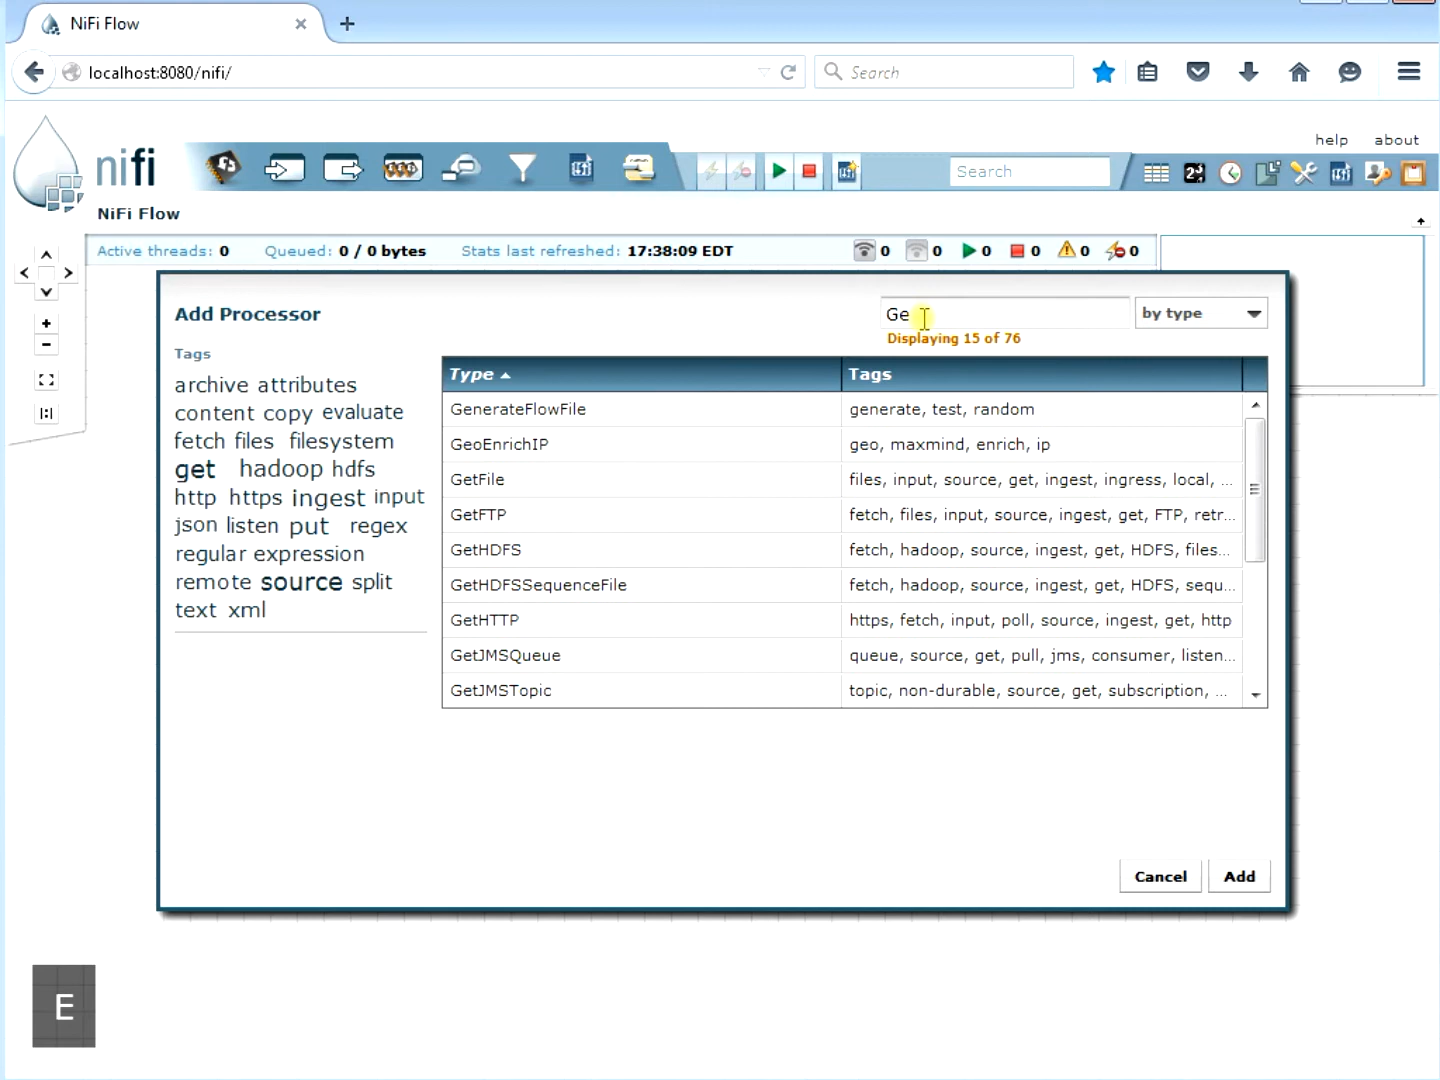 NiFi Flow
localhost:8080/nifi/
Search
help about
nifi
Search
NiFi Flow
Active threads: 0 Queued: 0 / 0 bytes Stats last refreshed: 17:38:09 EDT 0 0 0 0 0 0
Add Processor
Ge
by type
Displaying 15 of 76
Tags
archive attributes
content copy evaluate
fetch files filesystem
get hadoop hdfs
http https ingest input
json listen put regex
regular expression
remote source split
text xml
Type Tags
GenerateFlowFile generate, test, random
GeoEnrichIP geo, maxmind, enrich, ip
GetFile files, input, source, get, ingest, ingress, local, ...
GetFTP fetch, files, input, source, ingest, get, FTP, retr...
GetHDFS fetch, hadoop, source, ingest, get, HDFS, files...
GetHDFSSequenceFile fetch, hadoop, source, ingest, get, HDFS, sequ...
GetHTTP https, fetch, input, poll, source, ingest, get, http
GetJMSQueue queue, source, get, pull, jms, consumer, listen...
GetJMSTopic topic, non-durable, source, get, subscription, ...
Cancel Add
E